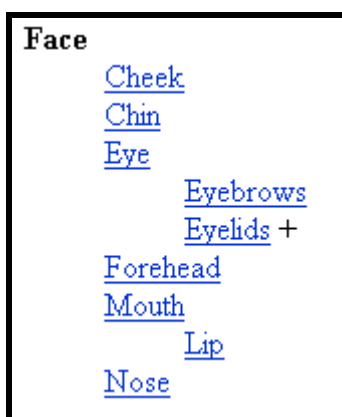 Face
Cheek
Chin
Eye
Eyebrows
Eyelids +
Forehead
Mouth
Lip
Nose